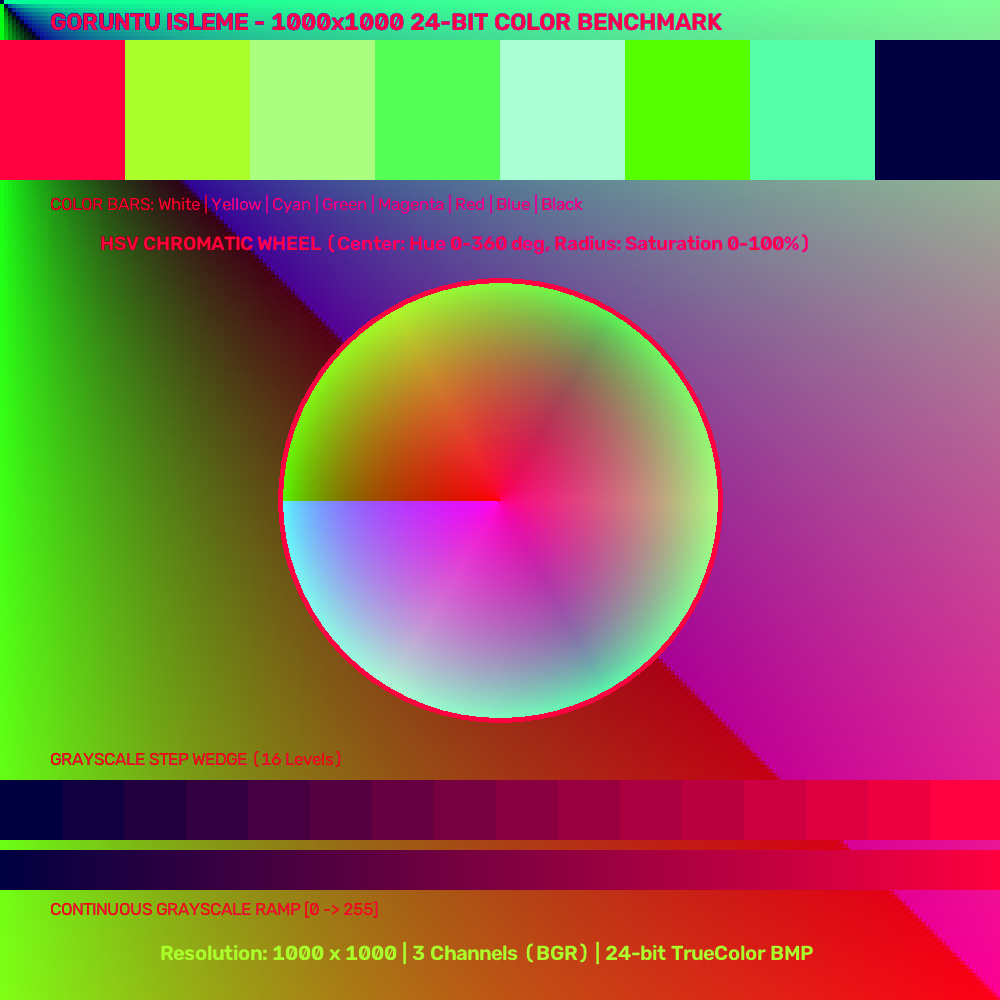 GORUNTU ISLEME - 1000x1000 24-BIT COLOR BENCHMARK
COLOR BARS: White | Yellow | Cyan | Green | Magenta | Red | Blue | Black
HSV CHROMATIC WHEEL (Center: Hue 0-360 deg, Radius: Saturation 0-100%)
GRAYSCALE STEP WEDGE (16 Levels)
CONTINUOUS GRAYSCALE RAMP [0 -> 255]
Resolution: 1000 x 1000 | 3 Channels (BGR) | 24-bit TrueColor BMP